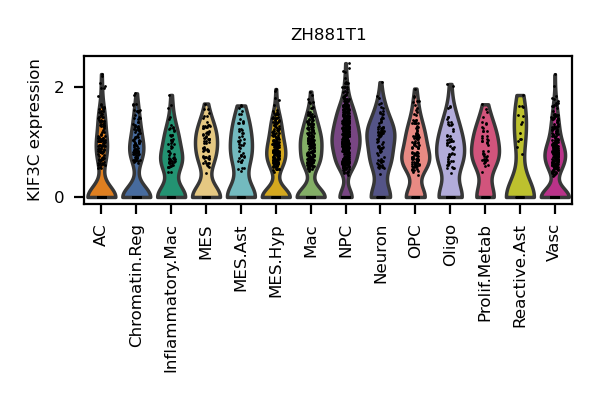 ZH881T1
KIF3C expression
2
0
AC
Chromatin.Reg
Inflammatory.Mac
MES
MES.Ast
MES.Hyp
Mac
NPC
Neuron
OPC
Oligo
Prolif.Metab
Reactive.Ast
Vasc